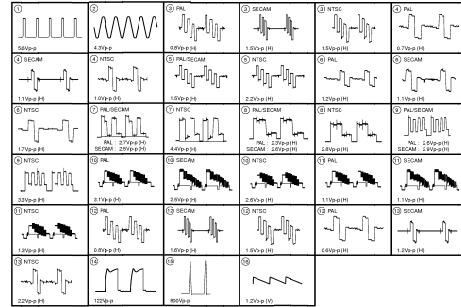 1
5.6Vp-p
2
4.3Vp-p
3 PAL
0.8Vp-p (H)
3 SECAM
1.5Vp-p (H)
3 NTSC
1.5Vp-p (H)
4 PAL
0.7Vp-p (H)
4 SECAM
1.1Vp-p (H)
4 NTSC
1.0Vp-p (H)
5 PAL/SECAM
1.5Vp-p (H)
5 NTSC
2.2Vp-p (H)
6 PAL
1.2Vp-p (H)
6 SECAM
1.1Vp-p (H)
6 NTSC
1.7Vp-p (H)
7 PAL/SECAM
PAL : 2.7Vp-p (H)
SECAM : 2.5Vp-p (H)
7 NTSC
4.4Vp-p (H)
8 PAL/SECAM
PAL : 2.3Vp-p (H)
SECAM : 2.6Vp-p (H)
8 NTSC
2.8Vp-p (H)
9 PAL/SECAM
PAL : 2.6Vp-p (H)
SECAM : 2.9Vp-p (H)
9 NTSC
3.3Vp-p (H)
10 PAL
3.1Vp-p (H)
10 SECAM
2.6Vp-p (H)
10 NTSC
2.6Vp-p (H)
11 PAL
1.1Vp-p (H)
11 SECAM
1.1Vp-p (H)
11 NTSC
1.3Vp-p (H)
12 PAL
0.8Vp-p (H)
12 SECAM
1.6Vp-p (H)
12 NTSC
1.5Vp-p (H)
13 PAL
0.6Vp-p (H)
13 SECAM
1.2Vp-p (H)
13 NTSC
2.2Vp-p (H)
14
122Vp-p
15
800Vp-p
16
1.2Vp-p (V)